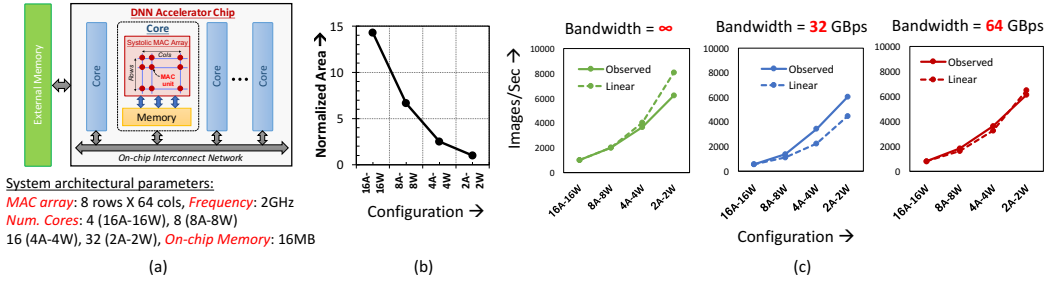 DNN Accelerator Chip
External Memory
Core
Core
Systolic MAC Array
Cols
Rows
MAC
unit
Memory
Core
...
Core
On-chip Interconnect Network
System architectural parameters:
MAC array: 8 rows X 64 cols, Frequency: 2GHz
Num. Cores: 4 (16A-16W), 8 (8A-8W)
16 (4A-4W), 32 (2A-2W), On-chip Memory: 16MB
(a)
Normalized Area →
15
10
5
0
16A-
16W
8A-
8W
4A-
4W
2A-
2W
Configuration →
(b)
Images/Sec →
Bandwidth = ∞
10000
8000
6000
4000
2000
0
Observed
Linear
16A-16W
8A-8W
4A-4W
2A-2W
Bandwidth = 32 GBps
10000
8000
6000
4000
2000
0
Observed
Linear
16A-16W
8A-8W
4A-4W
2A-2W
Bandwidth = 64 GBps
10000
8000
6000
4000
2000
0
Observed
Linear
16A-16W
8A-8W
4A-4W
2A-2W
Configuration →
(c)